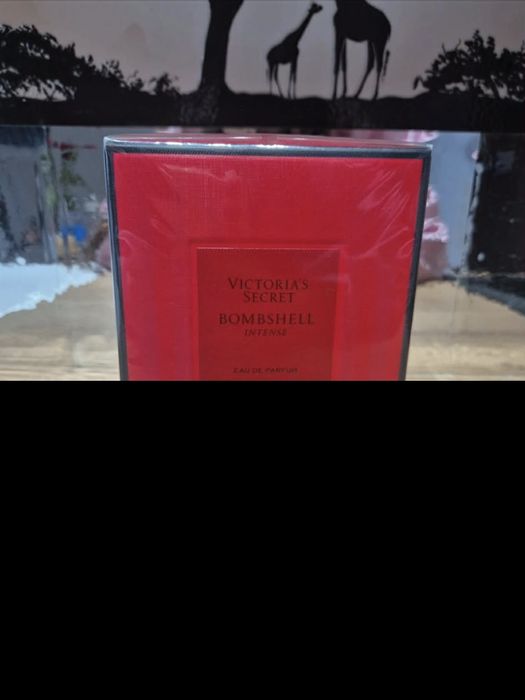 VICTORIA'S
SECRET
BOMBSHELL
INTENSE
EAU DE PARFUM